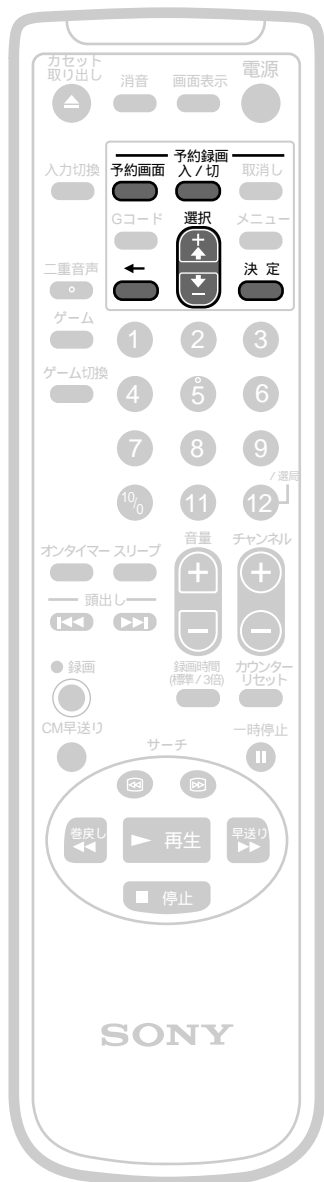 カセット
取り出し
消音
画面表示
電源
入力切換
予約画面
予約録画
入/切
取消し
Gコード
選択
メニュー
二重音声
+
−
決定
ゲーム
1
2
3
ゲーム切換
4
5
6
7
8
9
/選局
10/0
11
12
オンタイマー
スリープ
音量
チャンネル
+
+
頭出し
−
−
録画
録画時間
(標準/3倍)
カウンター
リセット
CM早送り
サーチ
一時停止
巻戻し
再生
早送り
停止
SONY